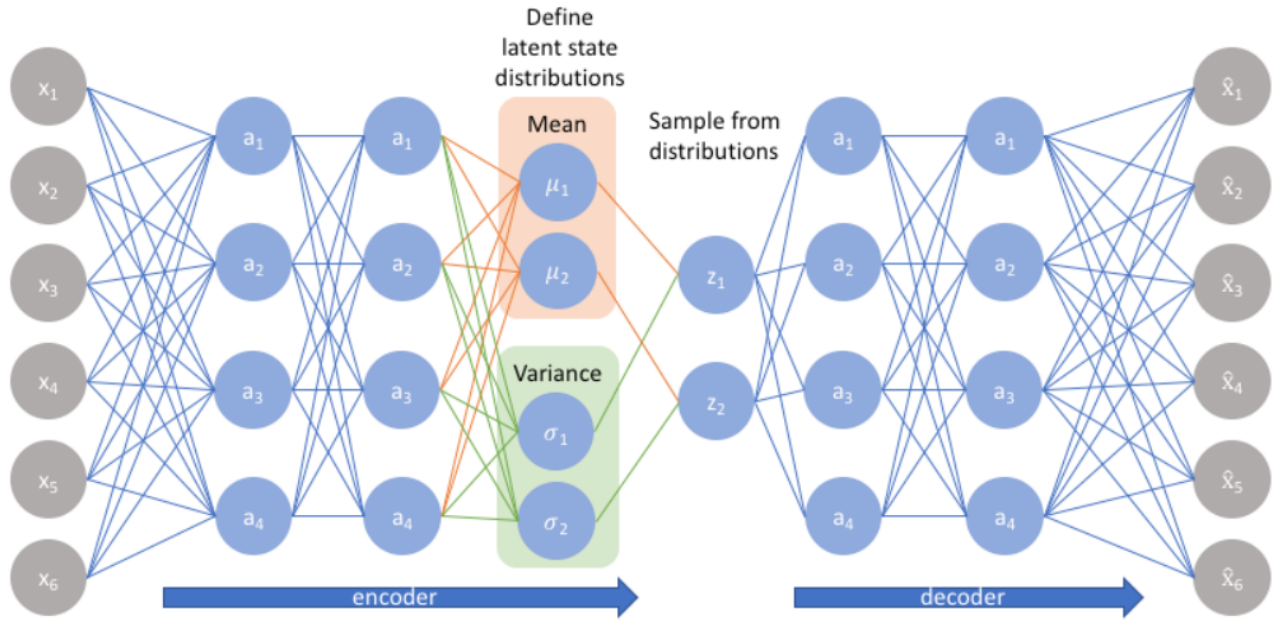 Define
latent state
distributions
Mean
Sample from
distributions
Variance
x₁
x₂
x₃
x₄
x₅
x₆
a₁
a₂
a₃
a₄
a₁
a₂
a₃
a₄
μ₁
μ₂
σ₁
σ₂
z₁
z₂
a₁
a₂
a₃
a₄
a₁
a₂
a₃
a₄
x̂₁
x̂₂
x̂₃
x̂₄
x̂₅
x̂₆
encoder
decoder